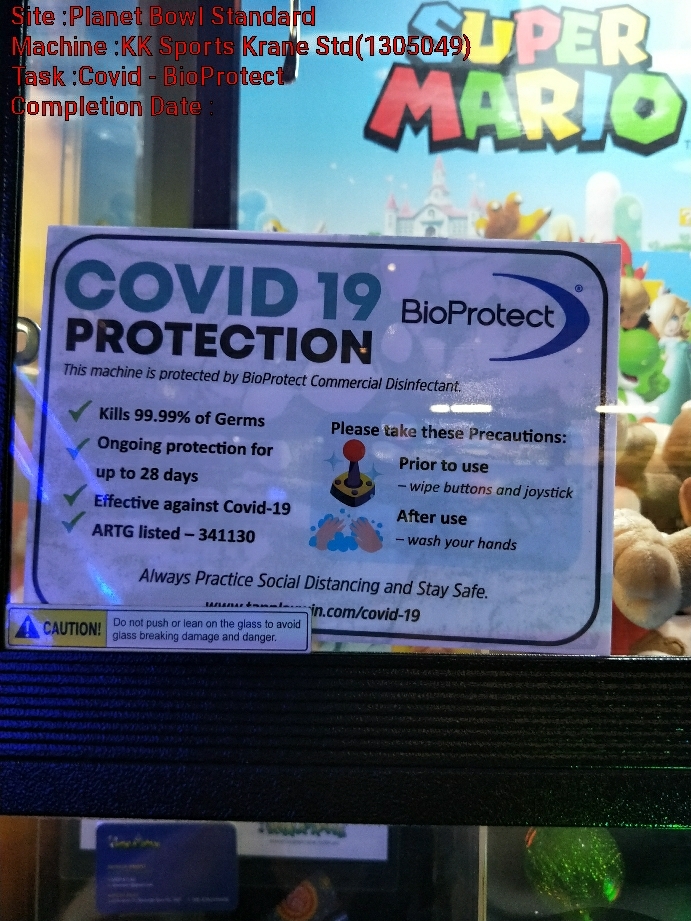 Site :Planet Bowl Standard
Machine :KK Sports Krane Std(1305049)
Task :Covid - BioProtect
Completion Date :
SUPER
MARIO
COVID 19
PROTECTION
BioProtect
®
This machine is protected by BioProtect Commercial Disinfectant.
Kills 99.99% of Germs
Ongoing protection for
up to 28 days
Effective against Covid-19
ARTG listed – 341130
Please take these Precautions:
Prior to use
– wipe buttons and joystick
After use
– wash your hands
Always Practice Social Distancing and Stay Safe.
.com/covid-19
CAUTION!
Do not push or lean on the glass to avoid
glass breaking damage and danger.